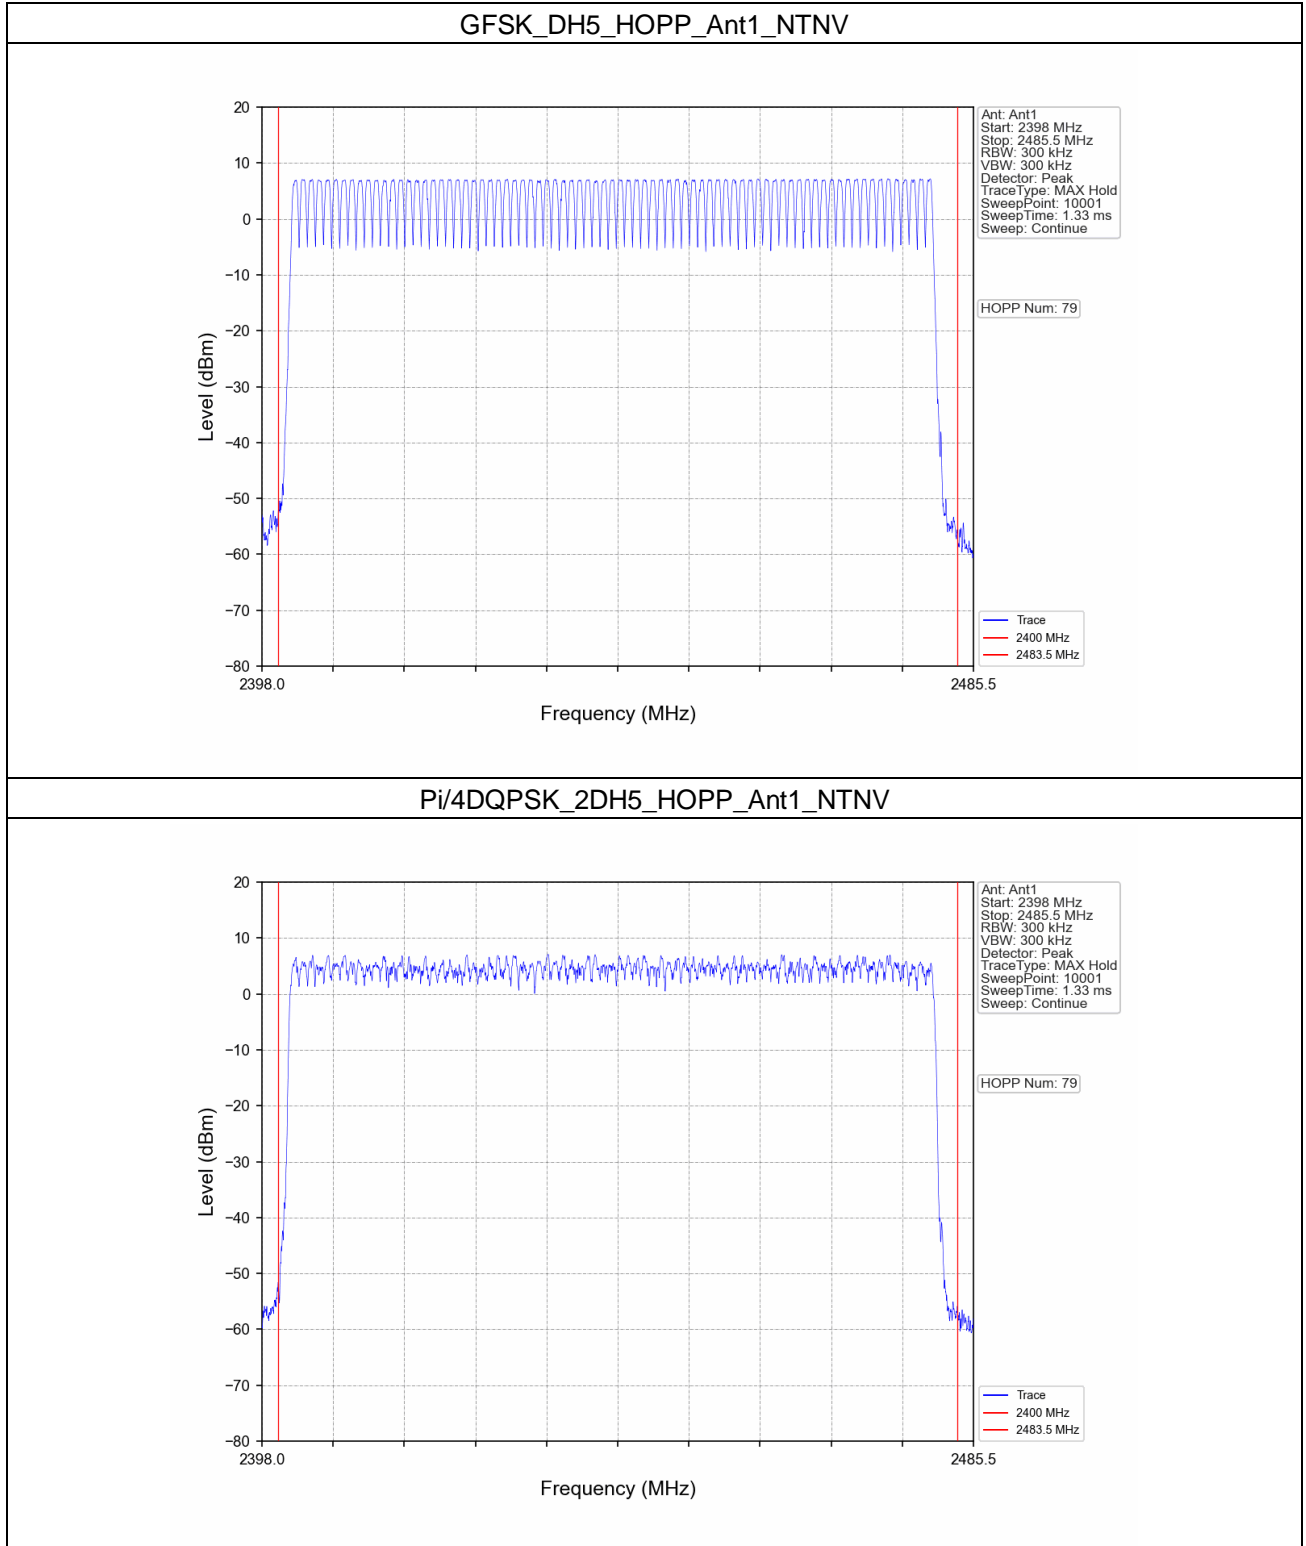 GFSK_DH5_HOPP_Ant1_NTNV
20
10
0
−10
−20
−30
−40
−50
−60
−70
−80
Level (dBm)
2398.0
2485.5
Frequency (MHz)
Ant: Ant1
Start: 2398 MHz
Stop: 2485.5 MHz
RBW: 300 kHz
VBW: 300 kHz
Detector: Peak
TraceType: MAX Hold
SweepPoint: 10001
SweepTime: 1.33 ms
Sweep: Continue
HOPP Num: 79
Trace
2400 MHz
2483.5 MHz
Pi/4DQPSK_2DH5_HOPP_Ant1_NTNV
20
10
0
−10
−20
−30
−40
−50
−60
−70
−80
Level (dBm)
2398.0
2485.5
Frequency (MHz)
Ant: Ant1
Start: 2398 MHz
Stop: 2485.5 MHz
RBW: 300 kHz
VBW: 300 kHz
Detector: Peak
TraceType: MAX Hold
SweepPoint: 10001
SweepTime: 1.33 ms
Sweep: Continue
HOPP Num: 79
Trace
2400 MHz
2483.5 MHz